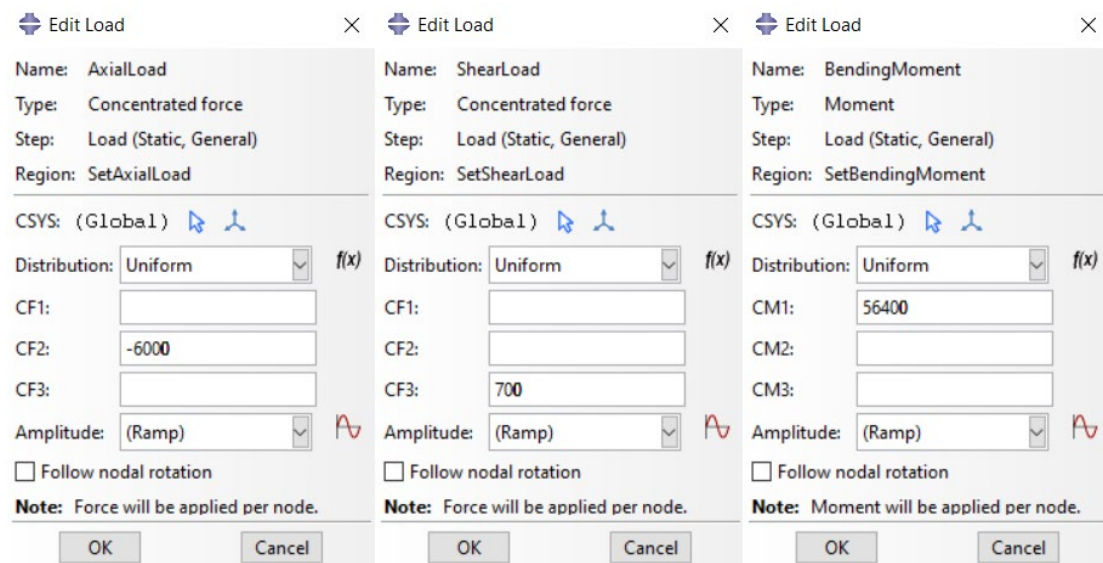 Edit Load
Name: AxialLoad
Type: Concentrated force
Step: Load (Static, General)
Region: SetAxialLoad
CSYS: (Global)
Distribution: Uniform f(x)
CF1:
CF2: -6000
CF3:
Amplitude: (Ramp)
Follow nodal rotation
Note: Force will be applied per node.
OK Cancel
Edit Load
Name: ShearLoad
Type: Concentrated force
Step: Load (Static, General)
Region: SetShearLoad
CSYS: (Global)
Distribution: Uniform f(x)
CF1:
CF2:
CF3: 700
Amplitude: (Ramp)
Follow nodal rotation
Note: Force will be applied per node.
OK Cancel
Edit Load
Name: BendingMoment
Type: Moment
Step: Load (Static, General)
Region: SetBendingMoment
CSYS: (Global)
Distribution: Uniform f(x)
CM1: 56400
CM2:
CM3:
Amplitude: (Ramp)
Follow nodal rotation
Note: Moment will be applied per node.
OK Cancel